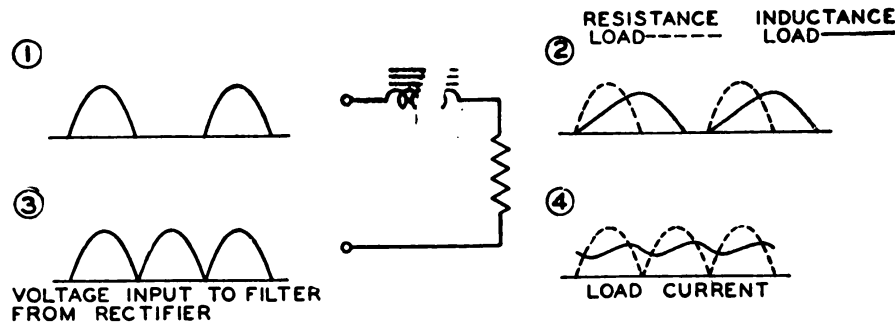 RESISTANCE INDUCTANCE
LOAD LOAD
1
2
3
4
VOLTAGE INPUT TO FILTER
FROM RECTIFIER
LOAD CURRENT